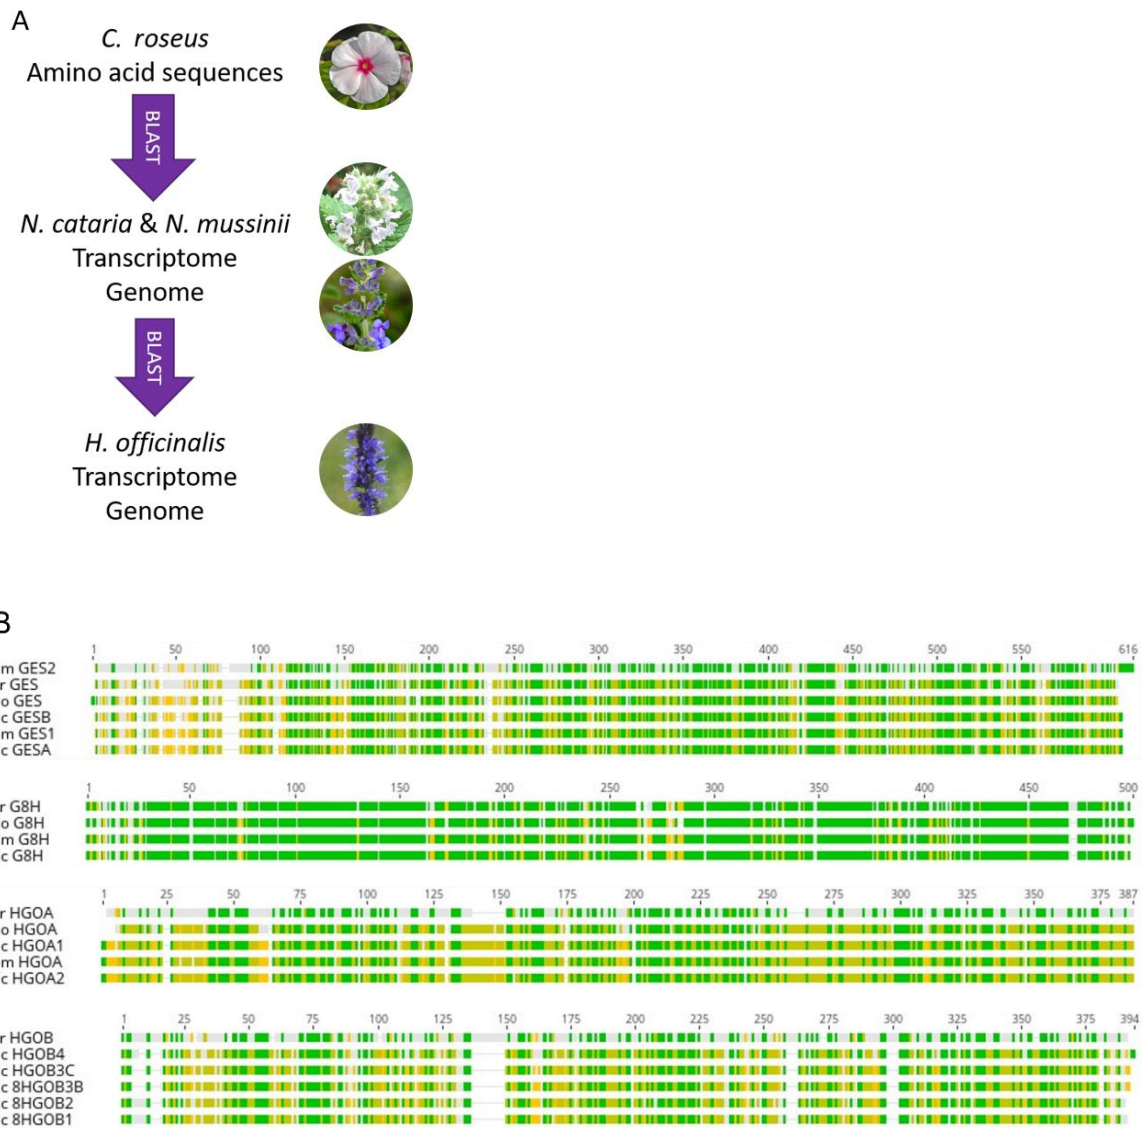 A
C. roseus
Amino acid sequences
BLAST
N. cataria & N. mussinii
Transcriptome
Genome
BLAST
H. officinalis
Transcriptome
Genome
B
1 50 100 150 200 250 300 350 400 450 500 550 616
m GES2
r GES
o GES
c GESB
m GES1
c GESA
1 50 100 150 200 250 300 350 400 450 500
r G8H
o G8H
m G8H
c G8H
1 25 50 75 100 125 150 175 200 225 250 275 300 325 350 375 387
r HGOA
o HGOA
c HGOA1
m HGOA
c HGOA2
1 25 50 75 100 125 150 175 200 225 250 275 300 325 350 375 394
r HGOB
c HGOB4
c HGOB3C
c 8HGOB3B
c 8HGOB2
c 8HGOB1